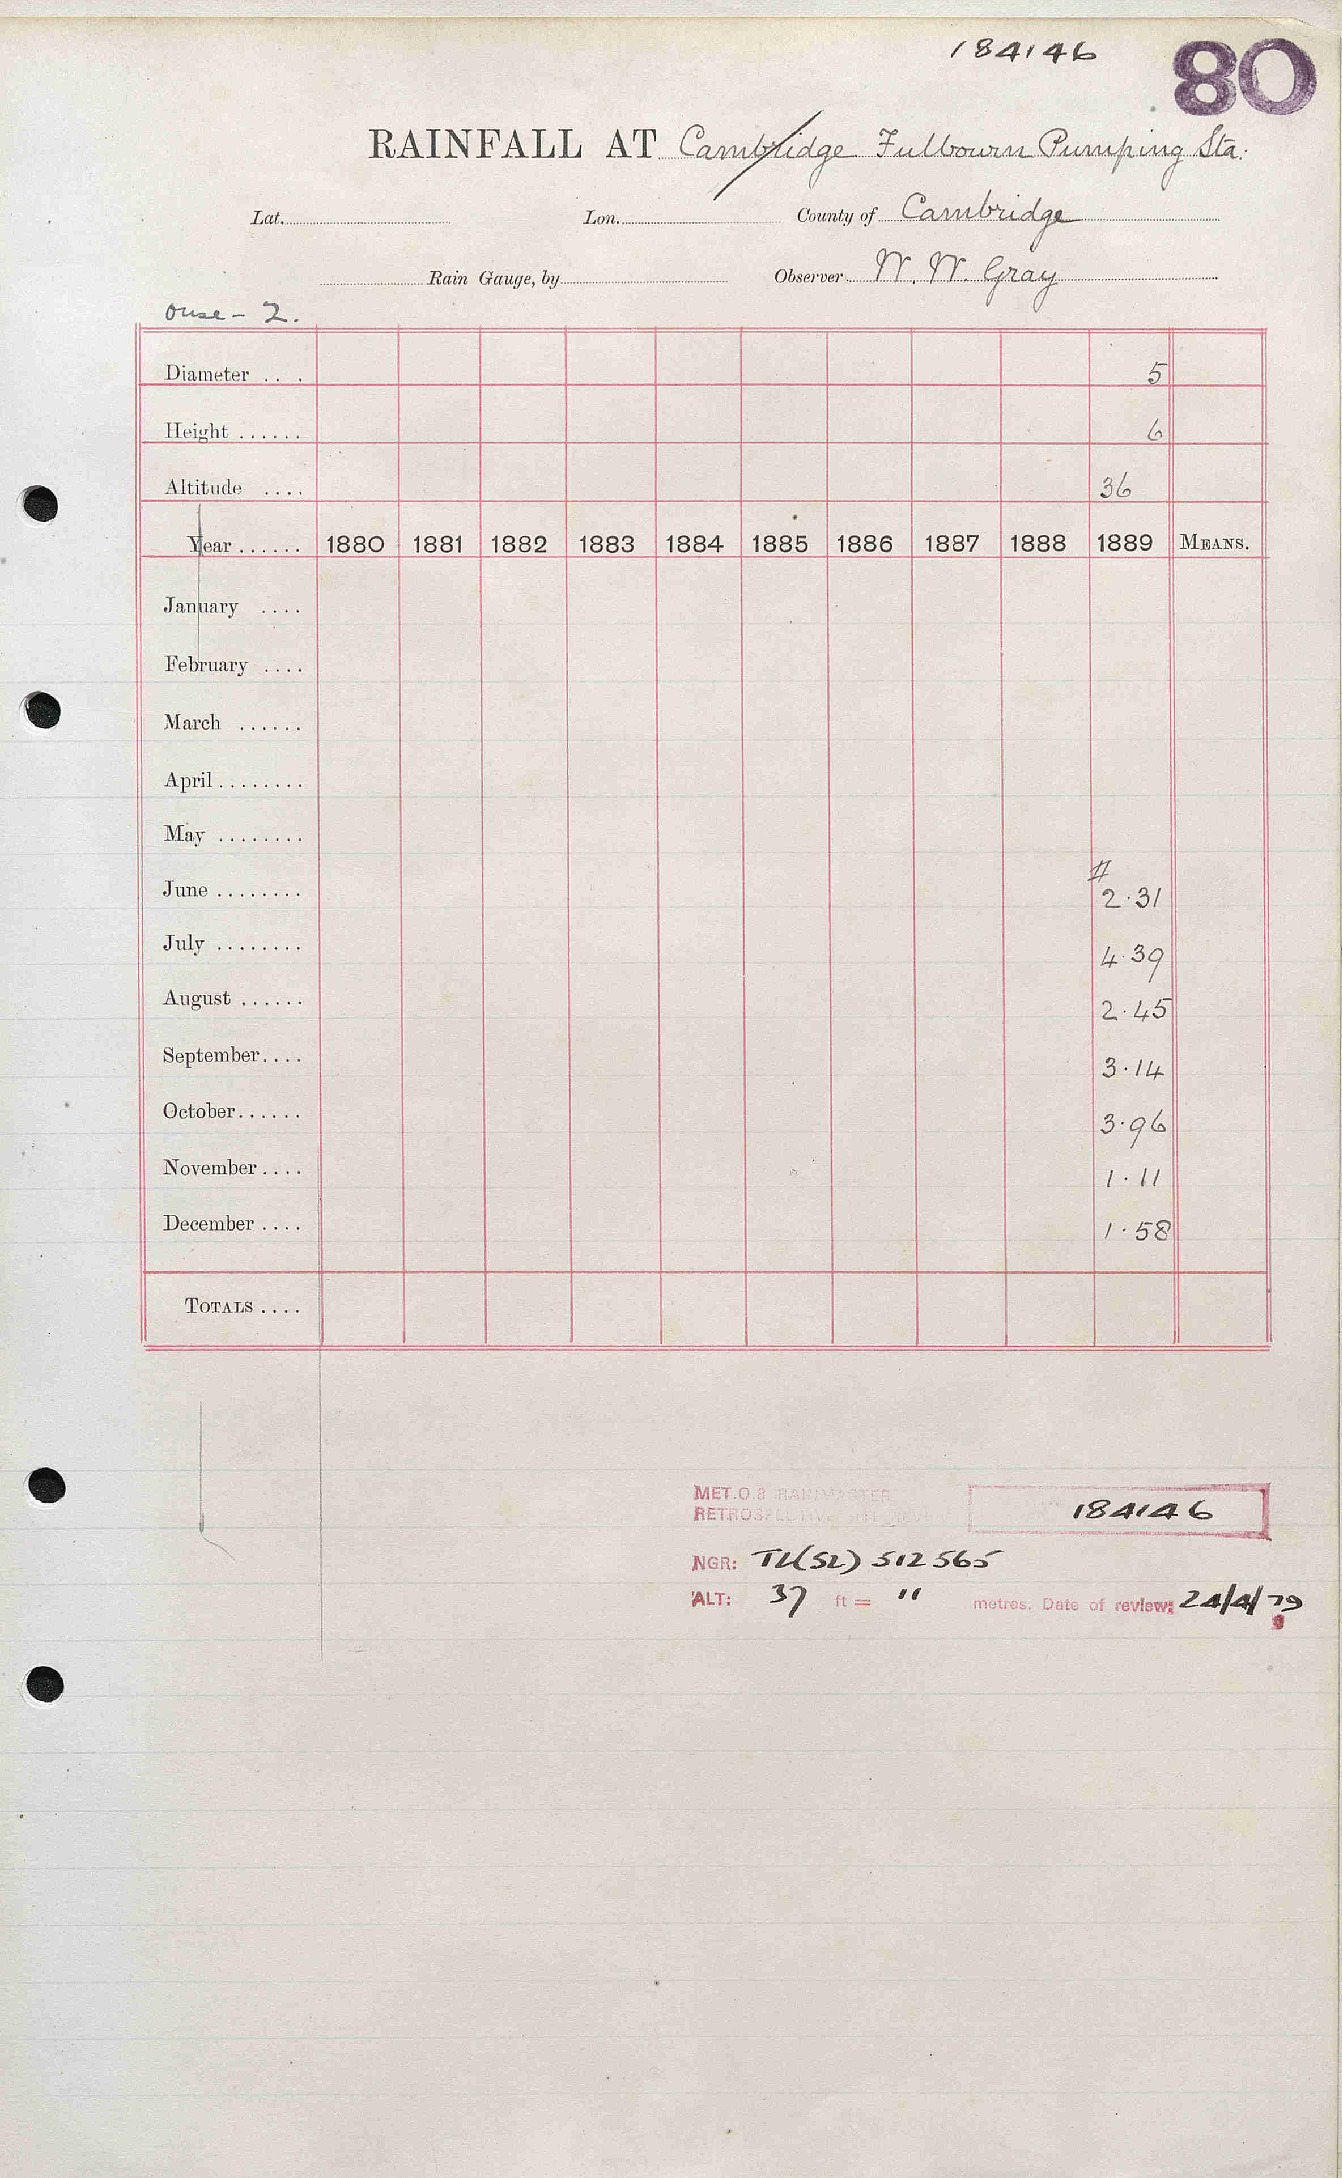 184146 80
RAINFALL AT Cambridge Fulbourn Pumping Sta.
Lat. Lon. County of Cambridge
Rain Gauge, by Observer W. W. Gray
Ouse - 2.
Diameter . . . 5
Height ...... 6
Altitude .... 36
Year ...... 1880 1881 1882 1883 1884 1885 1886 1887 1888 1889 MEANS.
January ....
February ....
March ......
April ........
May ........
#
June ........ 2.31
July ........ 4.39
August ...... 2.45
September.... 3.14
October...... 3.96
November .... 1.11
December .... 1.58
TOTALS ....
MET.O.8 RAINMASTER
RETROSPECTIVE 184146
NGR: TL(52) 512565
ALT: 37 ft = " metres. Date of review: 24/4/79